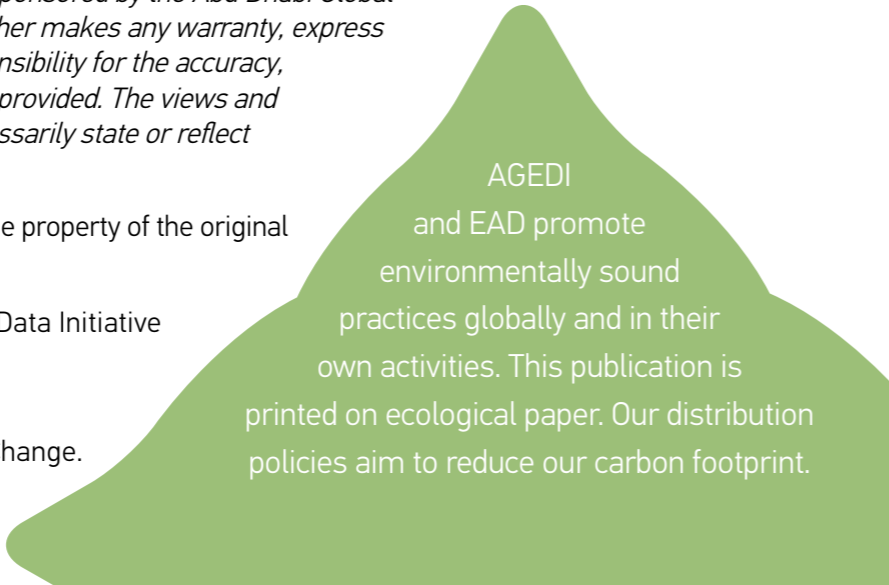 her makes any warranty, express
nsibility for the accuracy,
provided. The views and
ssarily state or reflect
e property of the original
Data Initiative
hange.
AGEDI
and EAD promote
environmentally sound
practices globally and in their
own activities. This publication is
printed on ecological paper. Our distribution
policies aim to reduce our carbon footprint.